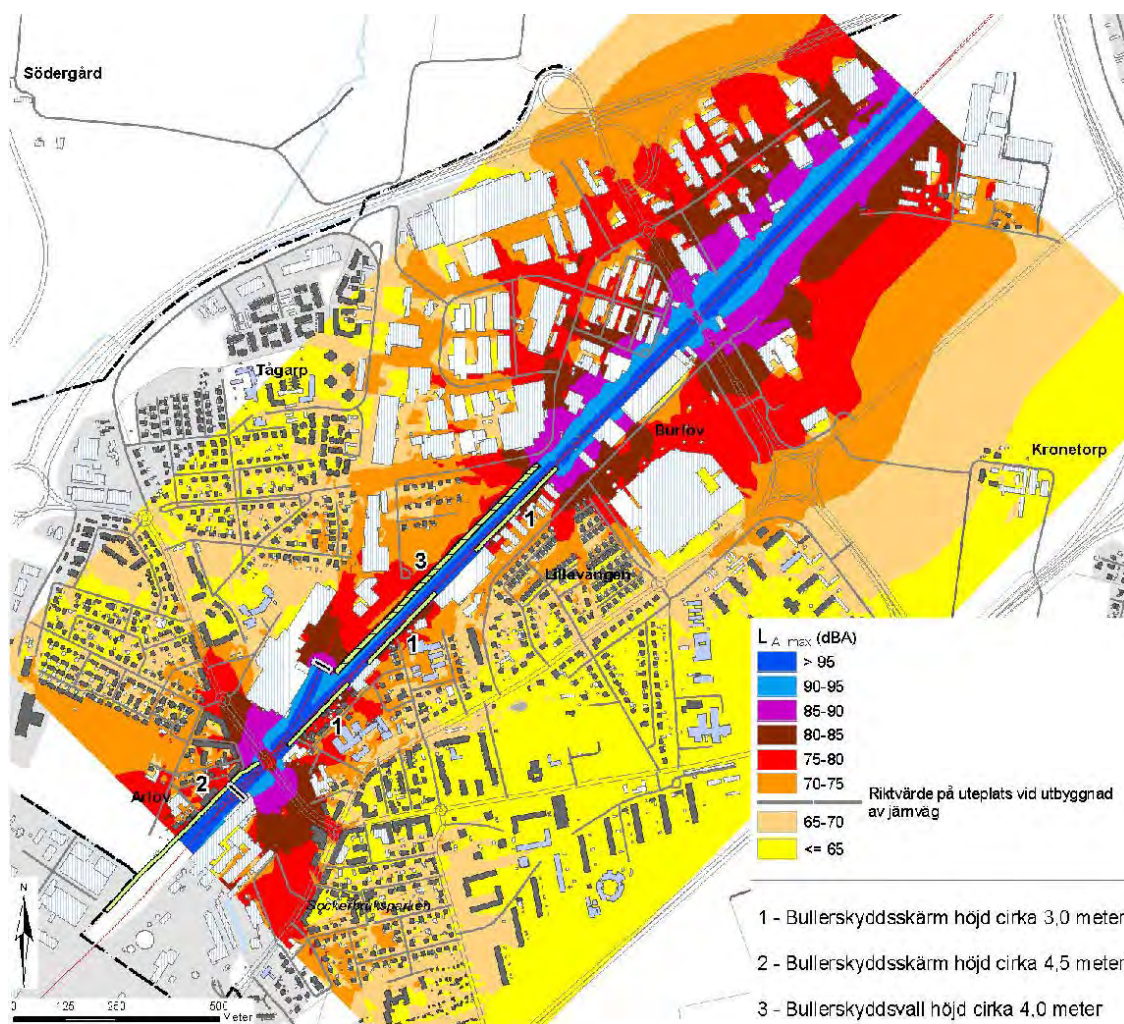 Södergård
Tågarp
Burlöv
Kronetorp
1
3
Lillevången
1
1
2
Arlöv
Sockerbruksparken
N
0 125 250 500
Meter
L A max (dBA)
> 95
90-95
85-90
80-85
75-80
70-75
Riktvärde på uteplats vid utbyggnad
av järnväg
65-70
<= 65
1 - Bullerskyddsskärm höjd cirka 3,0 meter
2 - Bullerskyddsskärm höjd cirka 4,5 meter
3 - Bullerskyddsvall höjd cirka 4,0 meter